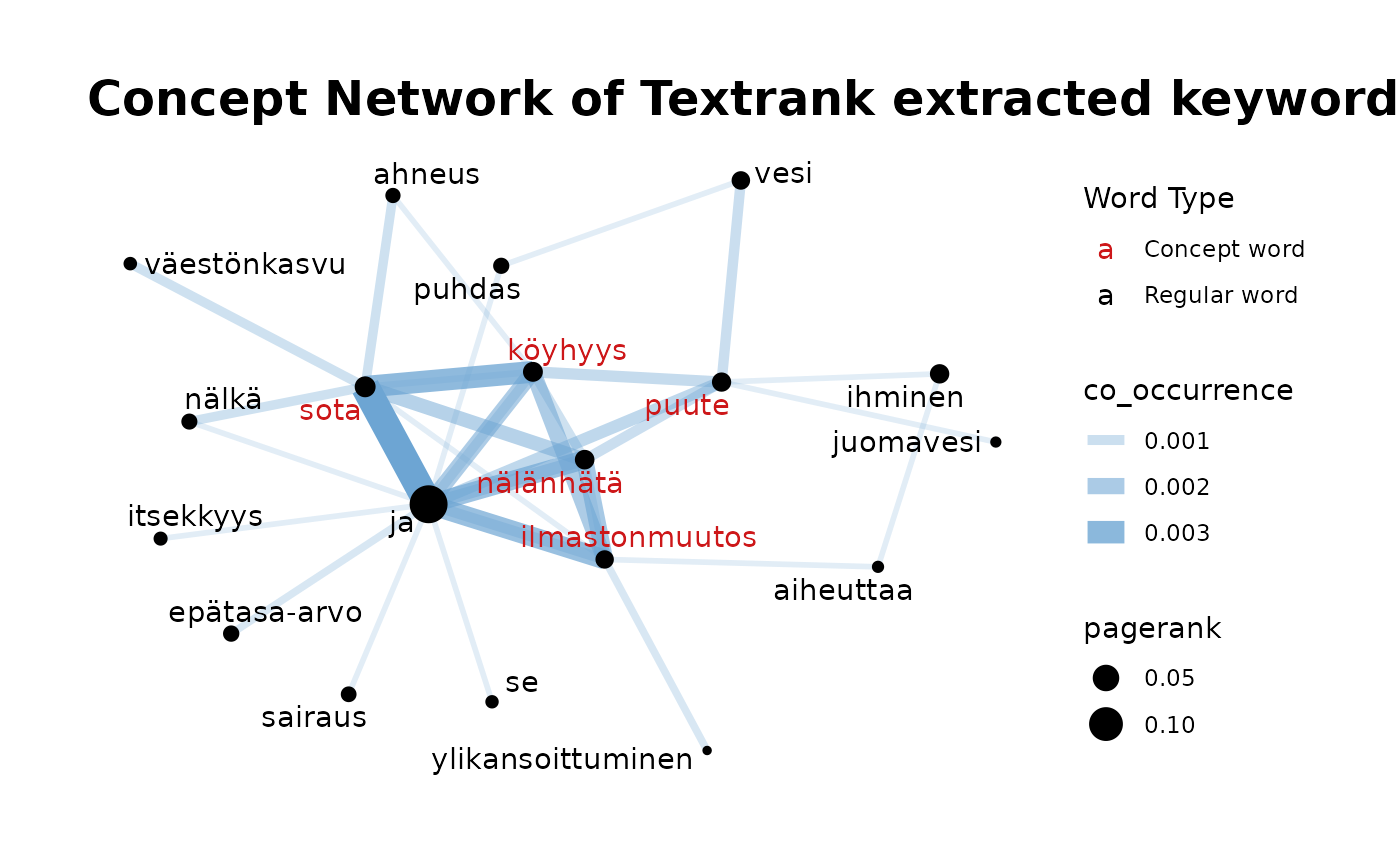 Concept Network of Textrank extracted keyword
ahneus
vesi
väestönkasvu
puhdas
köyhyys
nälkä
sota
puute
ihminen
juomavesi
nälänhätä
itsekkyys
ja
ilmastonmuutos
aiheuttaa
epätasa-arvo
se
sairaus
ylikansoittuminen
Word Type
a Concept word
a Regular word
co_occurrence
0.001
0.002
0.003
pagerank
0.05
0.10